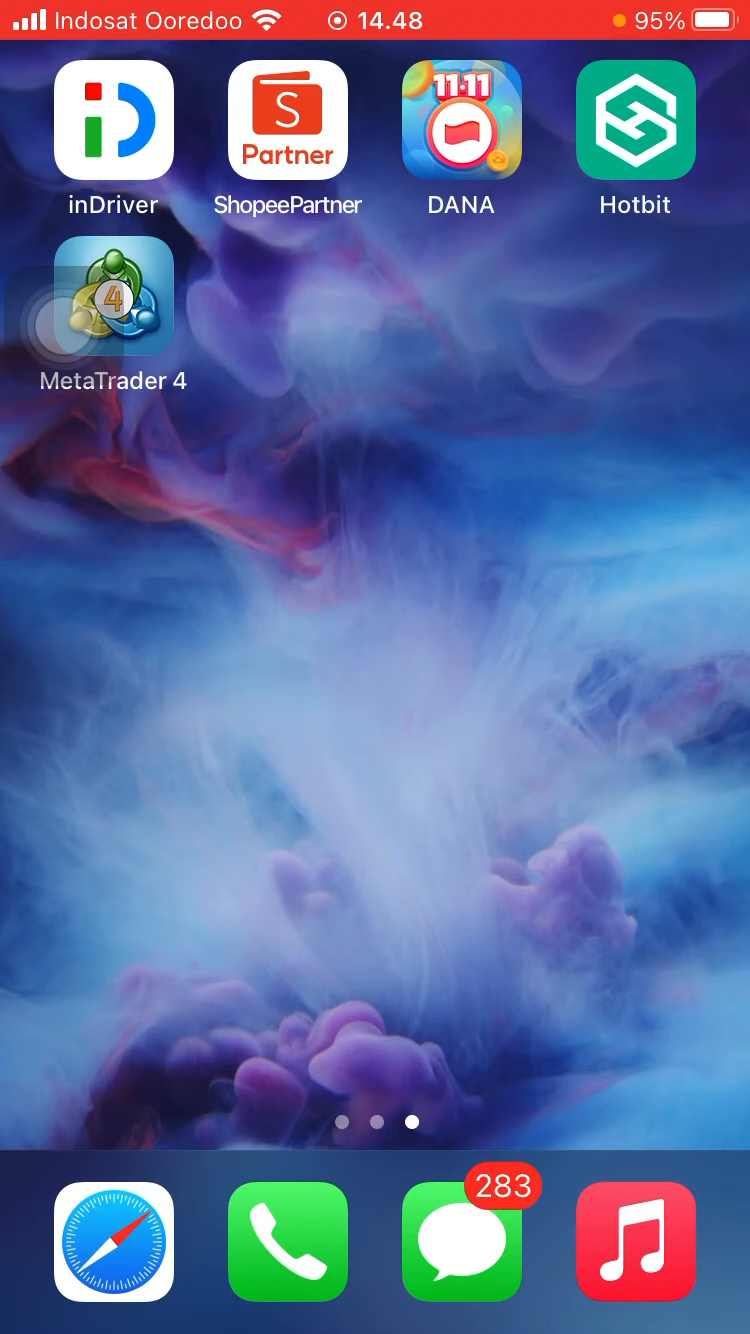 Indosat Ooredoo 14.48 95%
11.11
S
Partner
inDriver ShopeePartner DANA Hotbit
4
MetaTrader 4
283